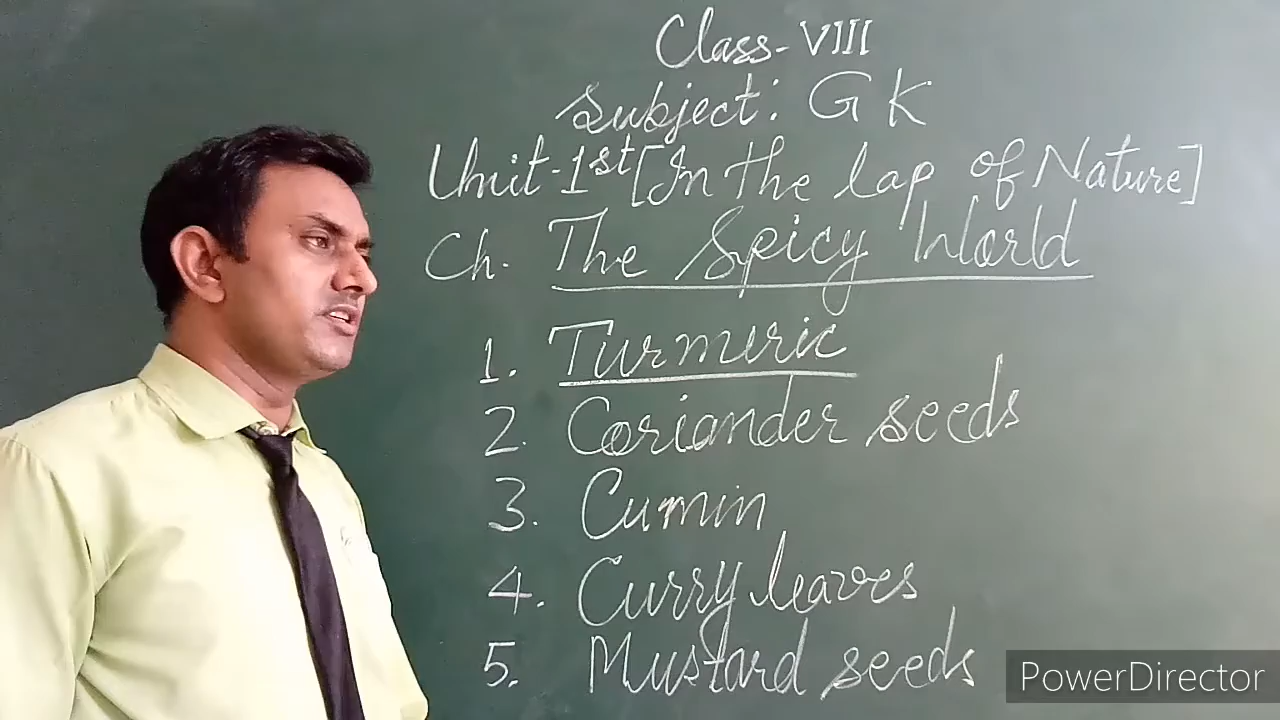 Class-VIII
Subject: GK
Unit-1st [In the lap of Nature]
Ch. The Spicy World
1. Turmeric
2. Coriander seeds
3. Cumin
4. Curry leaves
5. Mustard seeds
PowerDirector